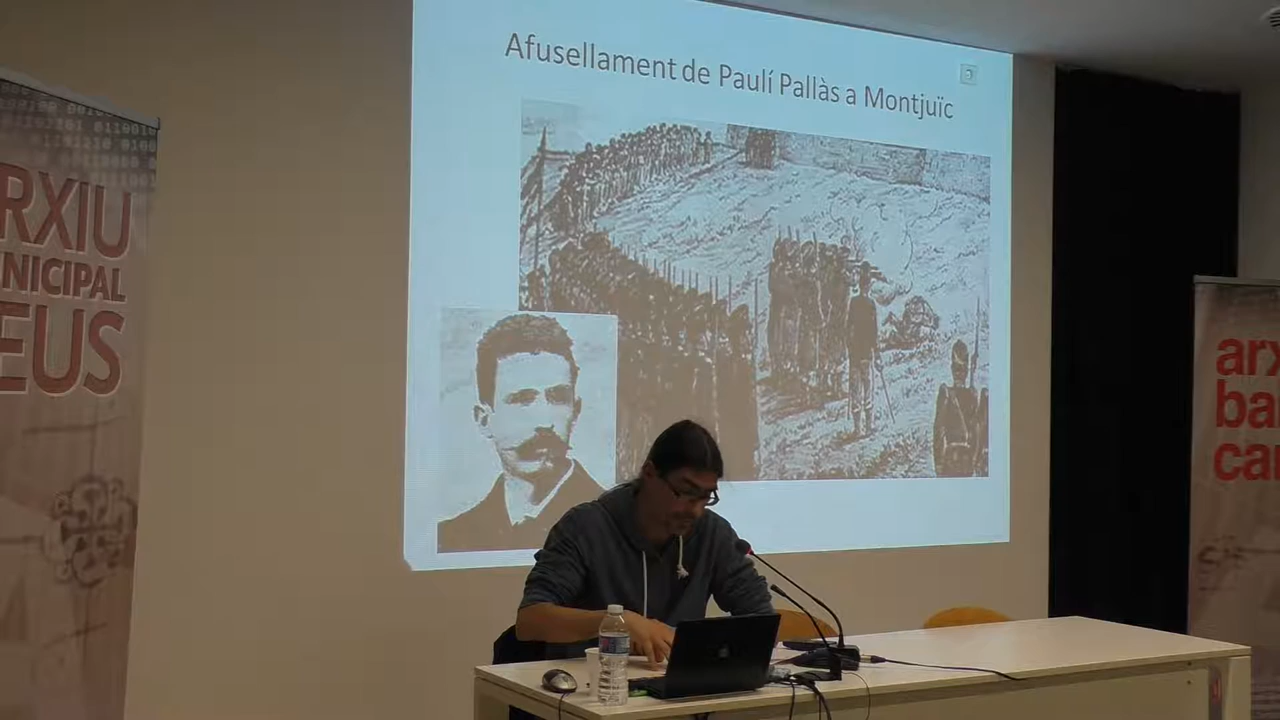 Afusellament de Paulí Pallàs a Montjuïc
RXIU
NICIPAL
EUS
arx
ba
ca